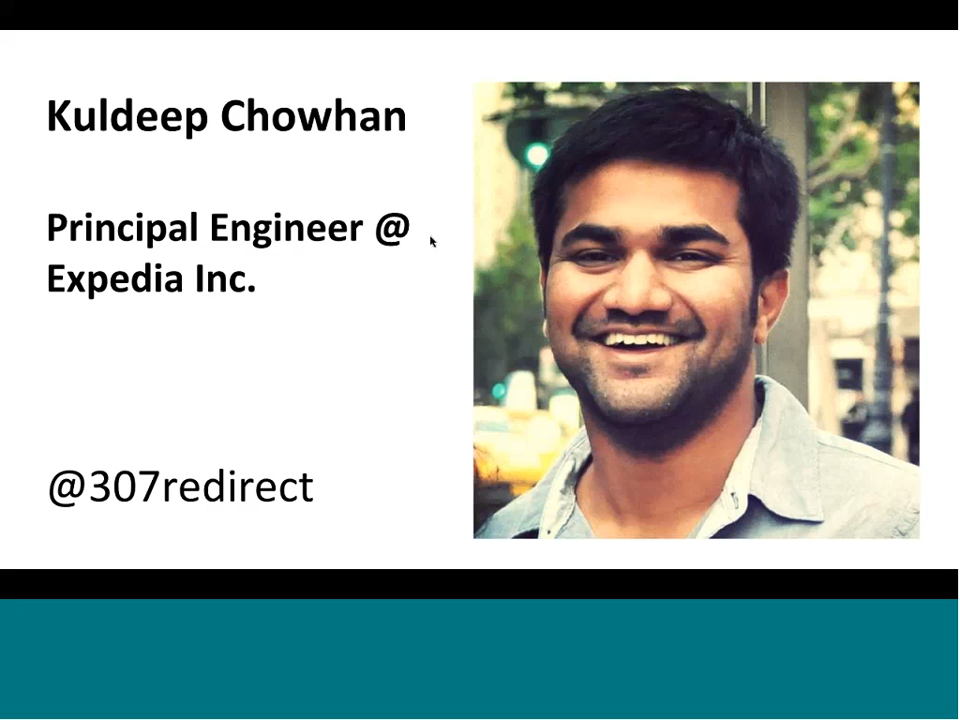 Kuldeep Chowhan
Principal Engineer @
Expedia Inc.
@307redirect